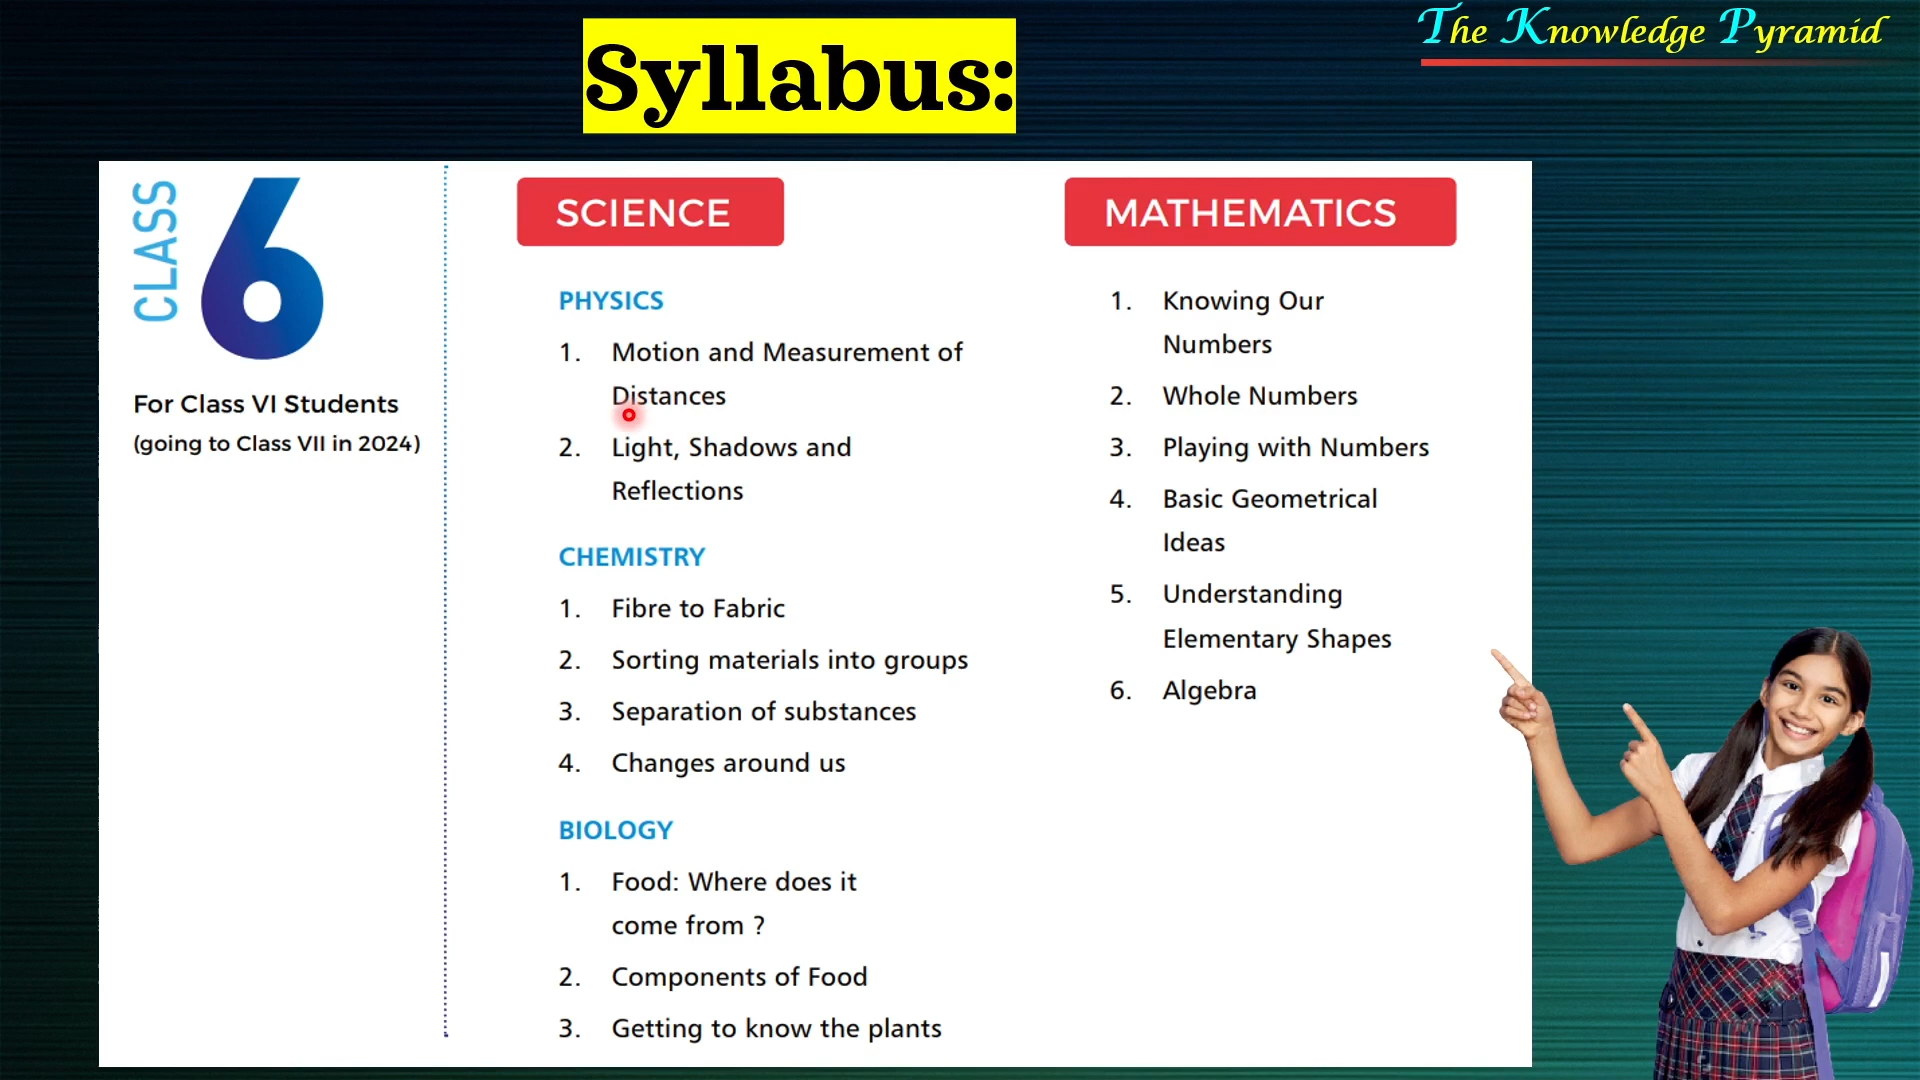 The Knowledge Pyramid
Syllabus:
CLASS
6
For Class VI Students
(going to Class VII in 2024)
SCIENCE
PHYSICS
1. Motion and Measurement of
Distances
2. Light, Shadows and
Reflections
CHEMISTRY
1. Fibre to Fabric
2. Sorting materials into groups
3. Separation of substances
4. Changes around us
BIOLOGY
1. Food: Where does it
come from ?
2. Components of Food
3. Getting to know the plants
MATHEMATICS
1. Knowing Our
Numbers
2. Whole Numbers
3. Playing with Numbers
4. Basic Geometrical
Ideas
5. Understanding
Elementary Shapes
6. Algebra